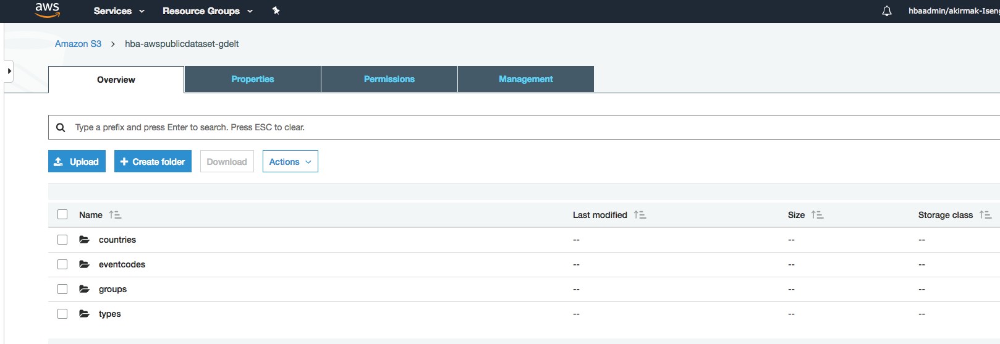 aws Services Resource Groups hbaadmin/akirmak-Iseng
Amazon S3 > hba-awspublicdataset-gdelt
Overview Properties Permissions Management
Type a prefix and press Enter to search. Press ESC to clear.
Upload + Create folder Download Actions
Name Last modified Size Storage class
countries -- -- --
eventcodes -- -- --
groups -- -- --
types -- -- --